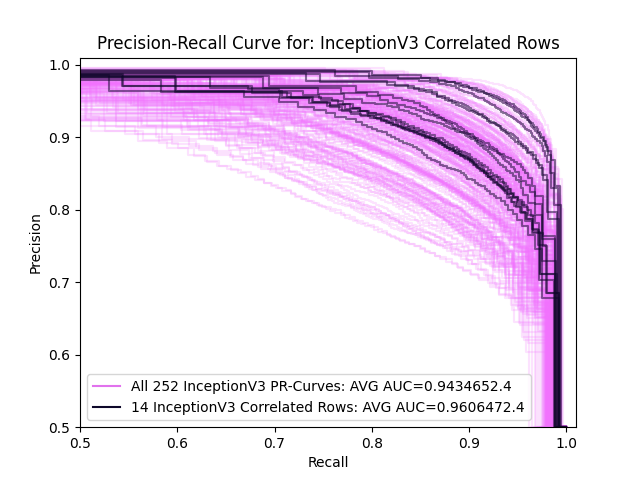 Precision-Recall Curve for: InceptionV3 Correlated Rows
1.0
0.9
0.8
0.7
0.6
0.5
Precision
All 252 InceptionV3 PR-Curves: AVG AUC=0.9434652.4
14 InceptionV3 Correlated Rows: AVG AUC=0.9606472.4
0.5 0.6 0.7 0.8 0.9 1.0
Recall